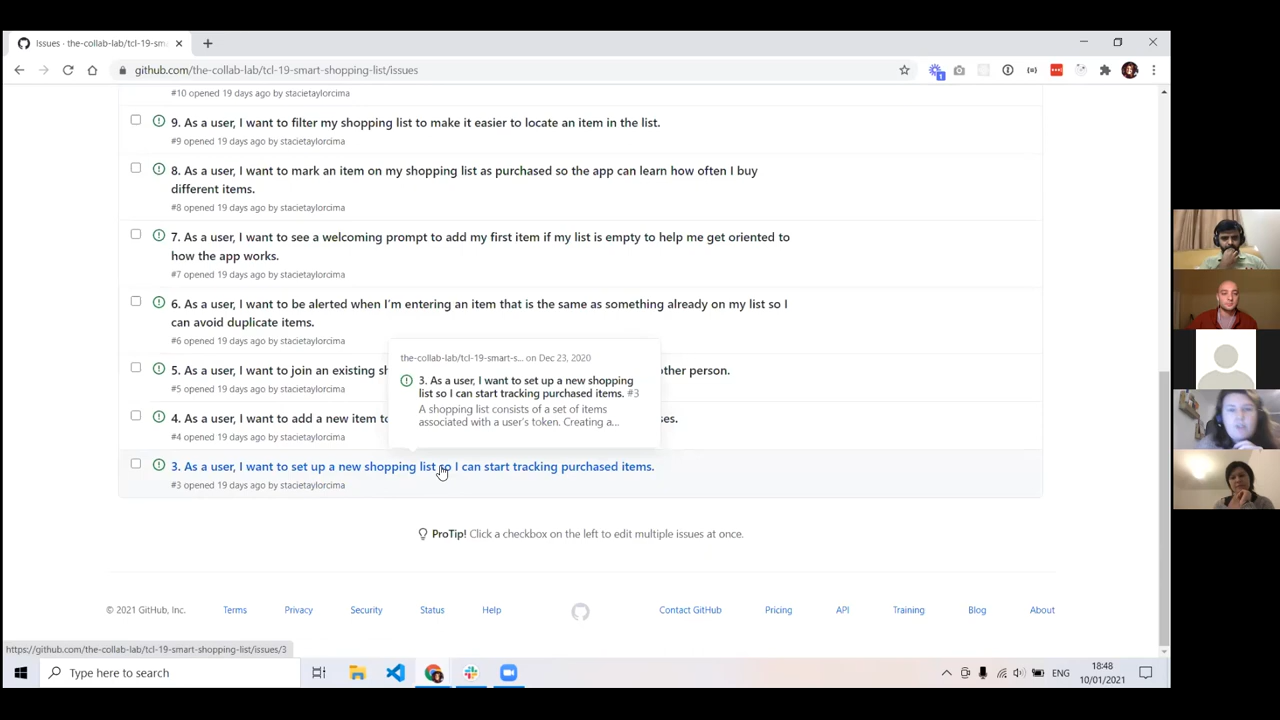 Issues · the-collab-lab/tcl-19-sm
github.com/the-collab-lab/tcl-19-smart-shopping-list/issues
#10 opened 19 days ago by stacietaylorcima
9. As a user, I want to filter my shopping list to make it easier to locate an item in the list.
#9 opened 19 days ago by stacietaylorcima
8. As a user, I want to mark an item on my shopping list as purchased so the app can learn how often I buy
different items.
#8 opened 19 days ago by stacietaylorcima
7. As a user, I want to see a welcoming prompt to add my first item if my list is empty to help me get oriented to
how the app works.
#7 opened 19 days ago by stacietaylorcima
6. As a user, I want to be alerted when I'm entering an item that is the same as something already on my list so I
can avoid duplicate items.
#6 opened 19 days ago by stacietaylorcima
the-collab-lab/tcl-19-smart-s... on Dec 23, 2020
3. As a user, I want to set up a new shopping
list so I can start tracking purchased items. #3
A shopping list consists of a set of items
associated with a user's token. Creating a...
5. As a user, I want to join an existing sh other person.
#5 opened 19 days ago by stacietaylorcima
4. As a user, I want to add a new item to ses.
#4 opened 19 days ago by stacietaylorcima
3. As a user, I want to set up a new shopping list so I can start tracking purchased items.
#3 opened 19 days ago by stacietaylorcima
ProTip! Click a checkbox on the left to edit multiple issues at once.
© 2021 GitHub, Inc. Terms Privacy Security Status Help Contact GitHub Pricing API Training Blog About
https://github.com/the-collab-lab/tcl-19-smart-shopping-list/issues/3
Type here to search
ENG
18:48
10/01/2021